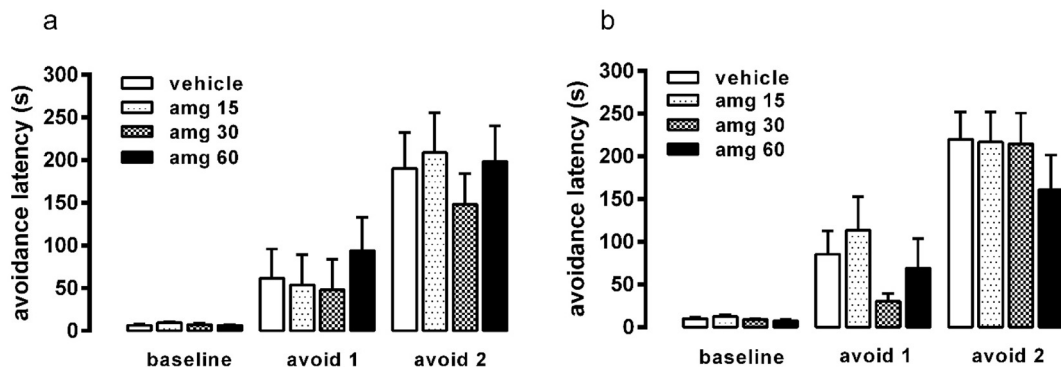 a
avoidance latency (s)
300
250
200
150
100
50
0
vehicle
amg 15
amg 30
amg 60
baseline
avoid 1
avoid 2
b
avoidance latency (s)
300
250
200
150
100
50
0
vehicle
amg 15
amg 30
amg 60
baseline
avoid 1
avoid 2